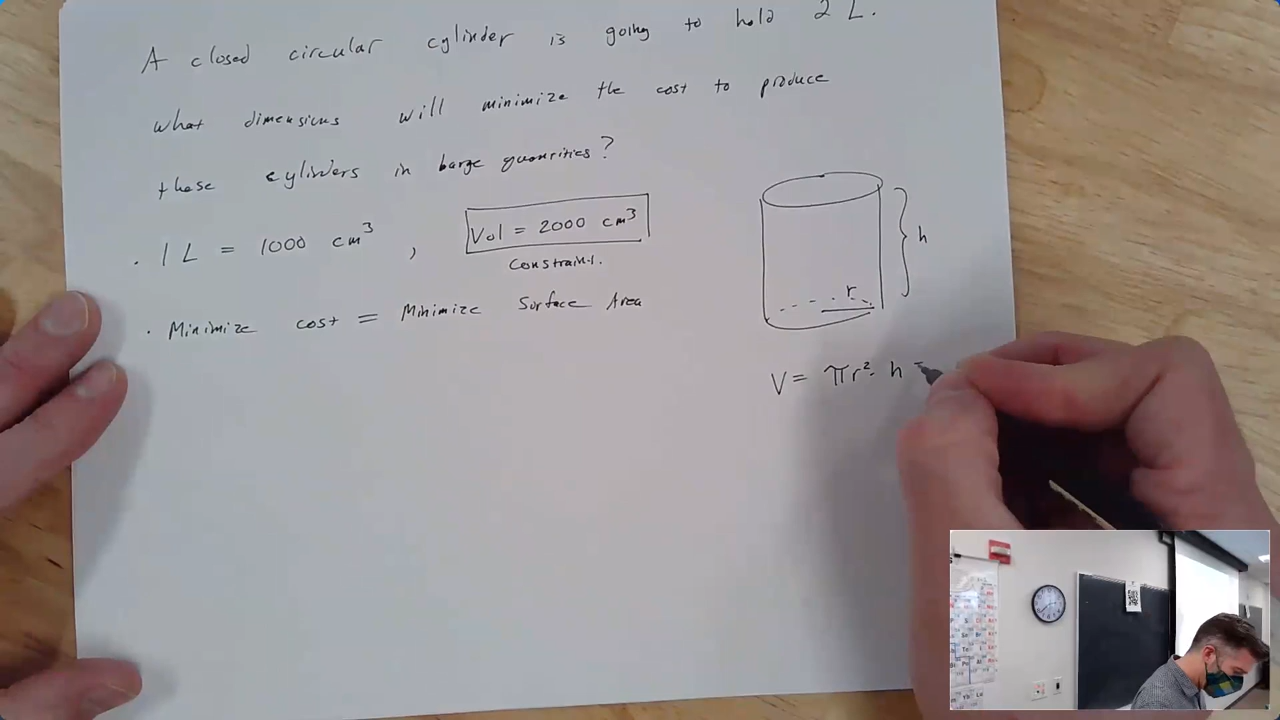 A closed circular cylinder is going to hold 2 L.
What dimensions will minimize the cost to produce
these cylinders in large quantities?
. 1 L = 1000 cm³ , Vol = 2000 cm³
Constraint.
. Minimize cost = Minimize Surface Area
h
r
V = πr² · h